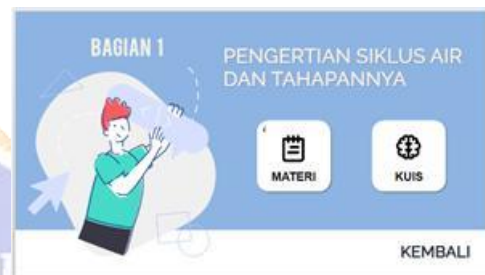 BAGIAN 1
PENGERTIAN SIKLUS AIR
DAN TAHAPANNYA
MATERI
KUIS
KEMBALI